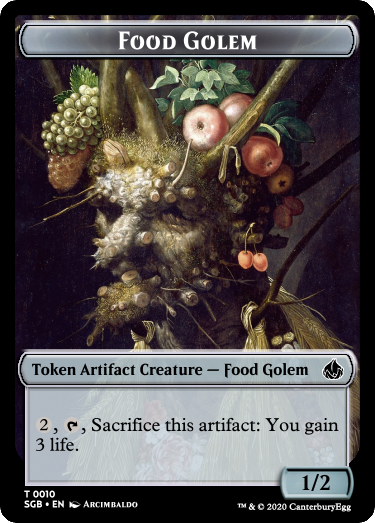 Food Golem
Token Artifact Creature — Food Golem
2, T, Sacrifice this artifact: You gain
3 life.
1/2
T 0010
SGB • EN Arcimbaldo
™ & © 2020 CanterburyEgg